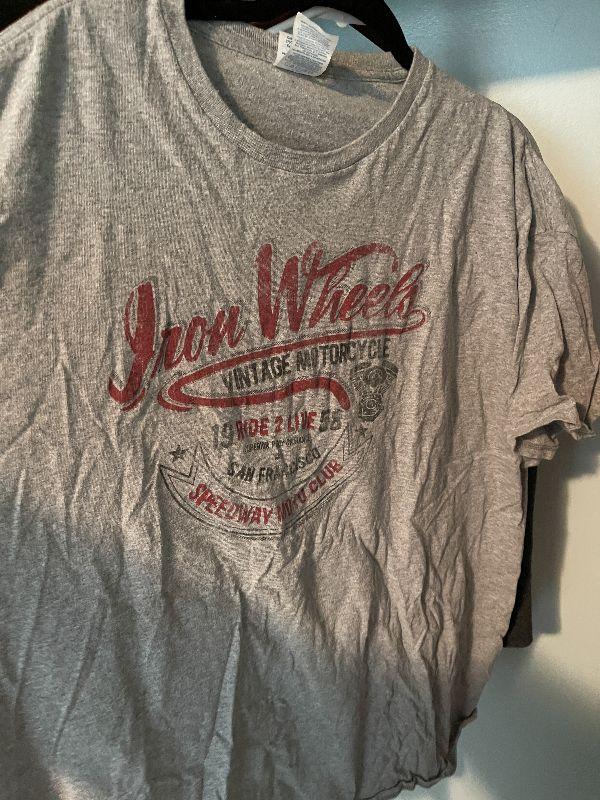 Iron Wheels
VINTAGE MOTORCYCLE
19 RIDE 2 LIVE 58
SAN FRANCISCO
SPEEDWAY MOTO CLUB